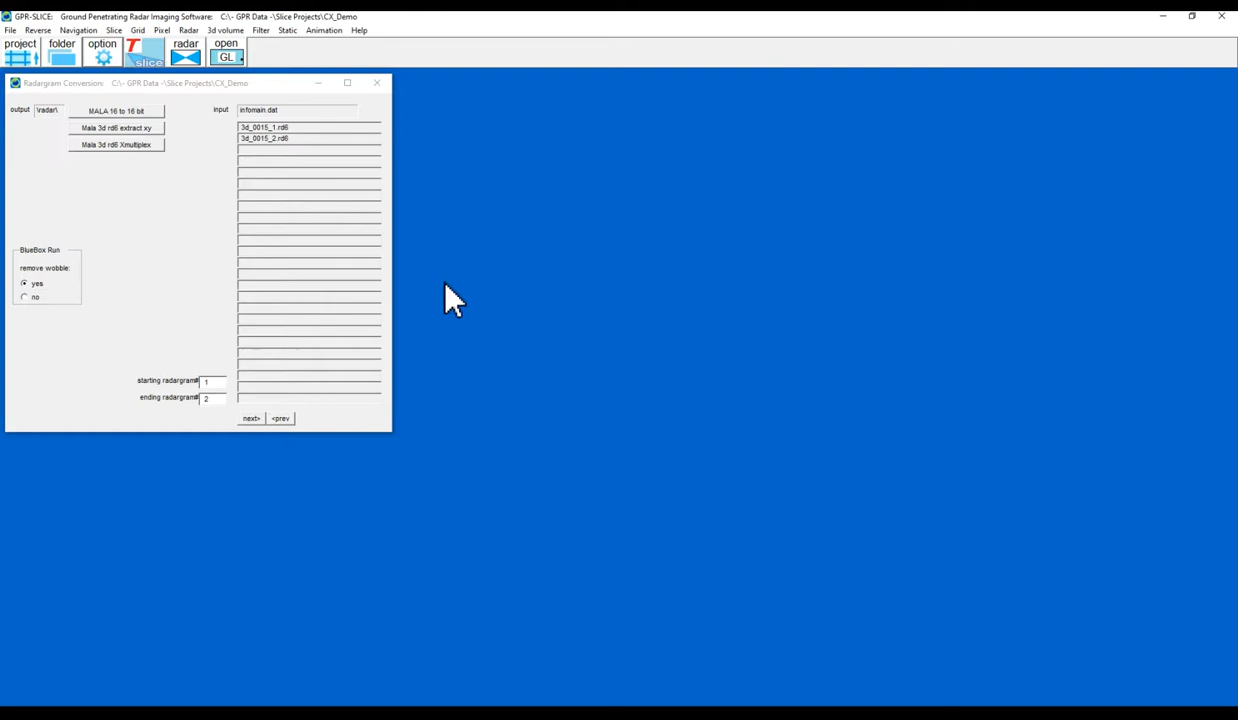 GPR-SLICE: Ground Penetrating Radar Imaging Software: C:\- GPR Data -\Slice Projects\CX_Demo
File Reverse Navigation Slice Grid Pixel Radar 3d volume Filter Static Animation Help
project folder option T slice radar open GL
Radargram Conversion: C:\- GPR Data -\Slice Projects\CX_Demo
output \radar\ MALA 16 to 16 bit input infomain.dat
Mala 3d rd6 extract xy 3d_0015_1.rd6
3d_0015_2.rd6
Mala 3d rd6 Xmultiplex
BlueBox Run
remove wobble:
yes
no
starting radargram# 1
ending radargram# 2
next> <prev